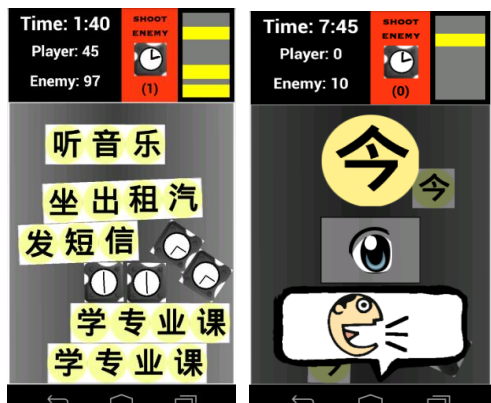 Time: 1:40
Player: 45
Enemy: 97
SHOOT
ENEMY
(1)
听音乐
坐出租汽
发短信
学专业课
学专业课
Time: 7:45
Player: 0
Enemy: 10
SHOOT
ENEMY
(0)
今
今